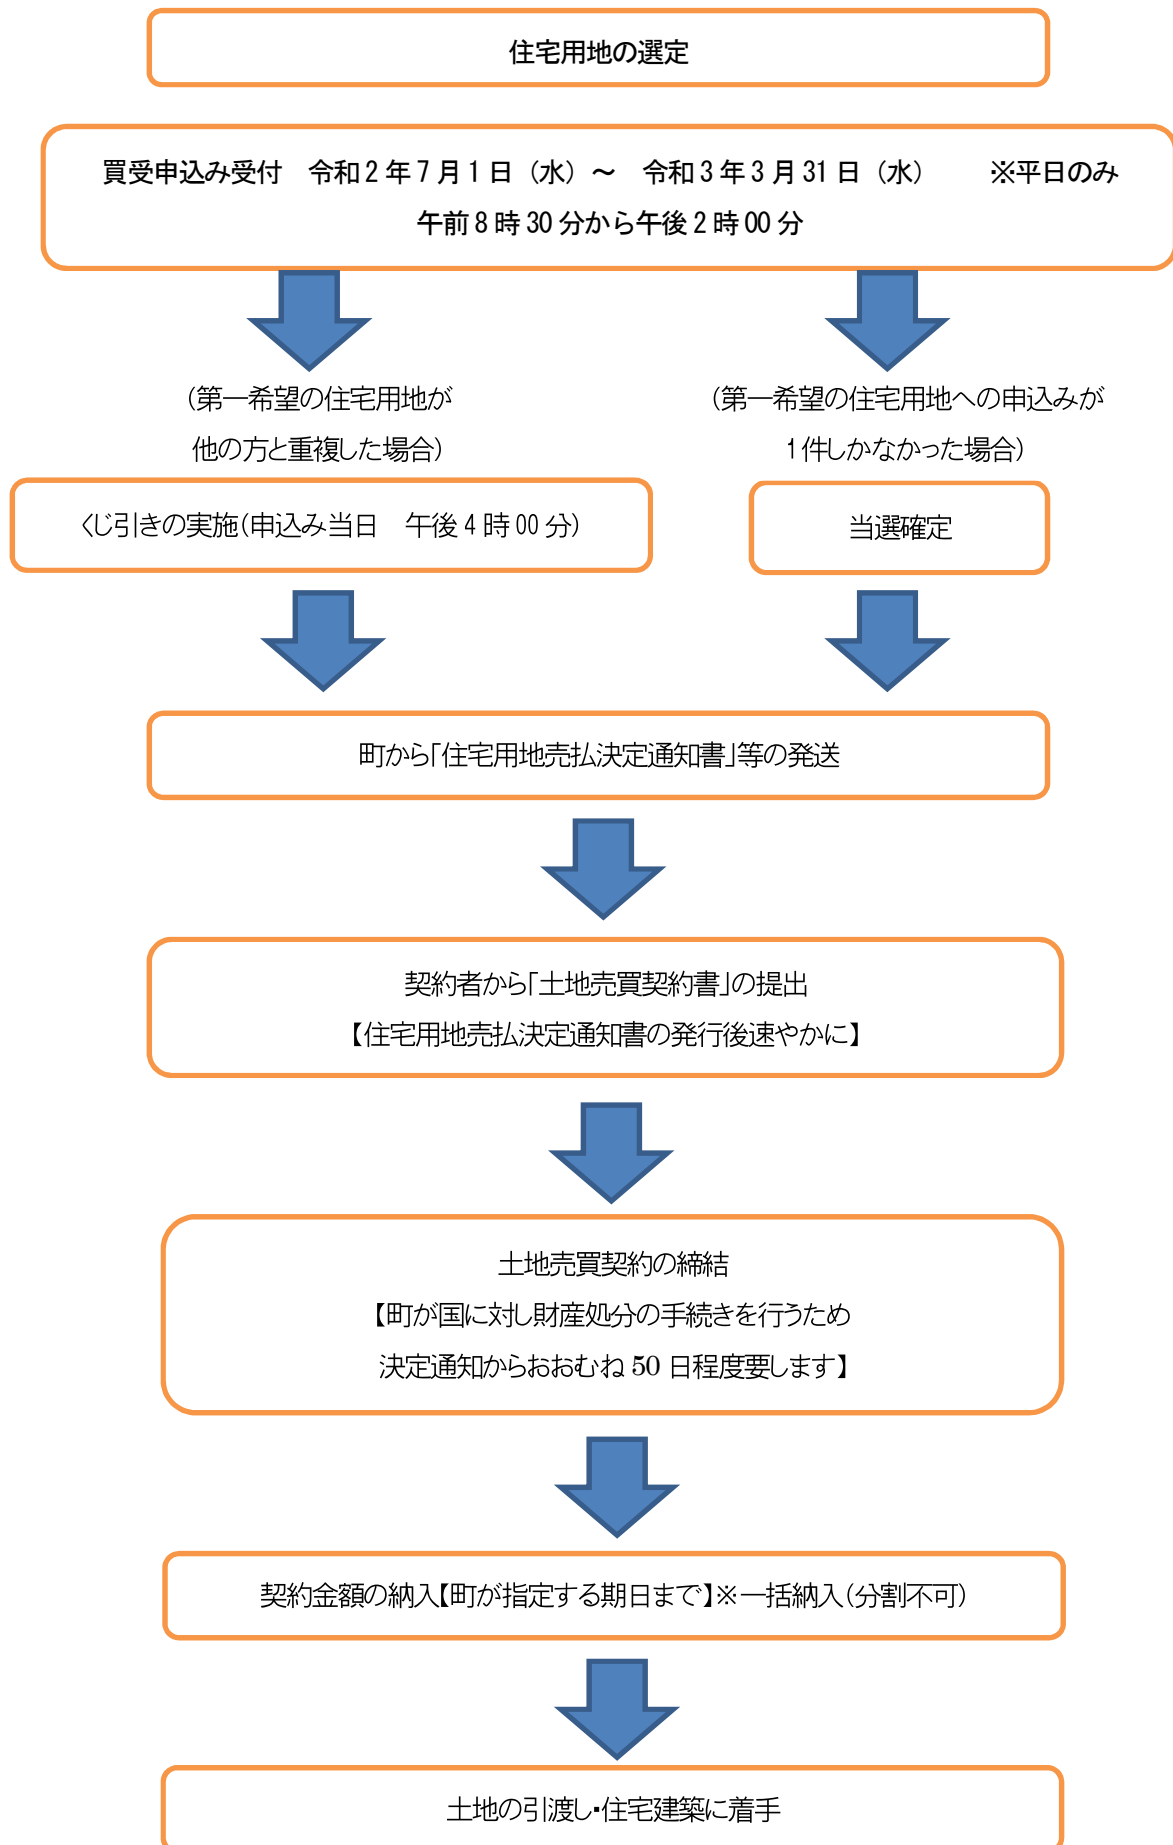 住宅用地の選定
買受申込み受付　令和2年7月1日（水）～　令和3年3月31日（水）　　※平日のみ
午前8時30分から午後2時00分
（第一希望の住宅用地が
他の方と重複した場合）
（第一希望の住宅用地への申込みが
1件しかなかった場合）
くじ引きの実施（申込み当日　午後4時00分）
当選確定
町から「住宅用地売払決定通知書」等の発送
契約者から「土地売買契約書」の提出
【住宅用地売払決定通知書の発行後速やかに】
土地売買契約の締結
【町が国に対し財産処分の手続きを行うため
決定通知からおおむね50日程度要します】
契約金額の納入【町が指定する期日まで】※一括納入（分割不可）
土地の引渡し・住宅建築に着手